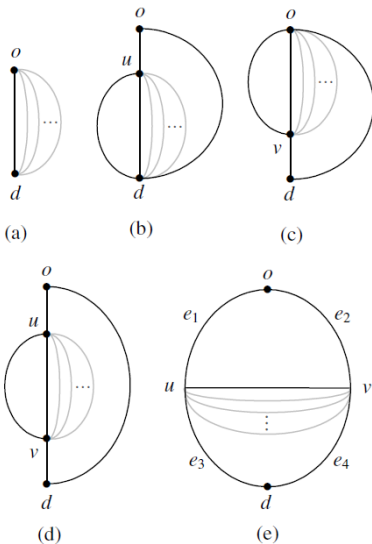 o
...
d
(a)
o
u
...
d
(b)
o
...
v
d
(c)
o
u
...
v
d
(d)
o
e1 e2
u v
⋮
e3 e4
d
(e)